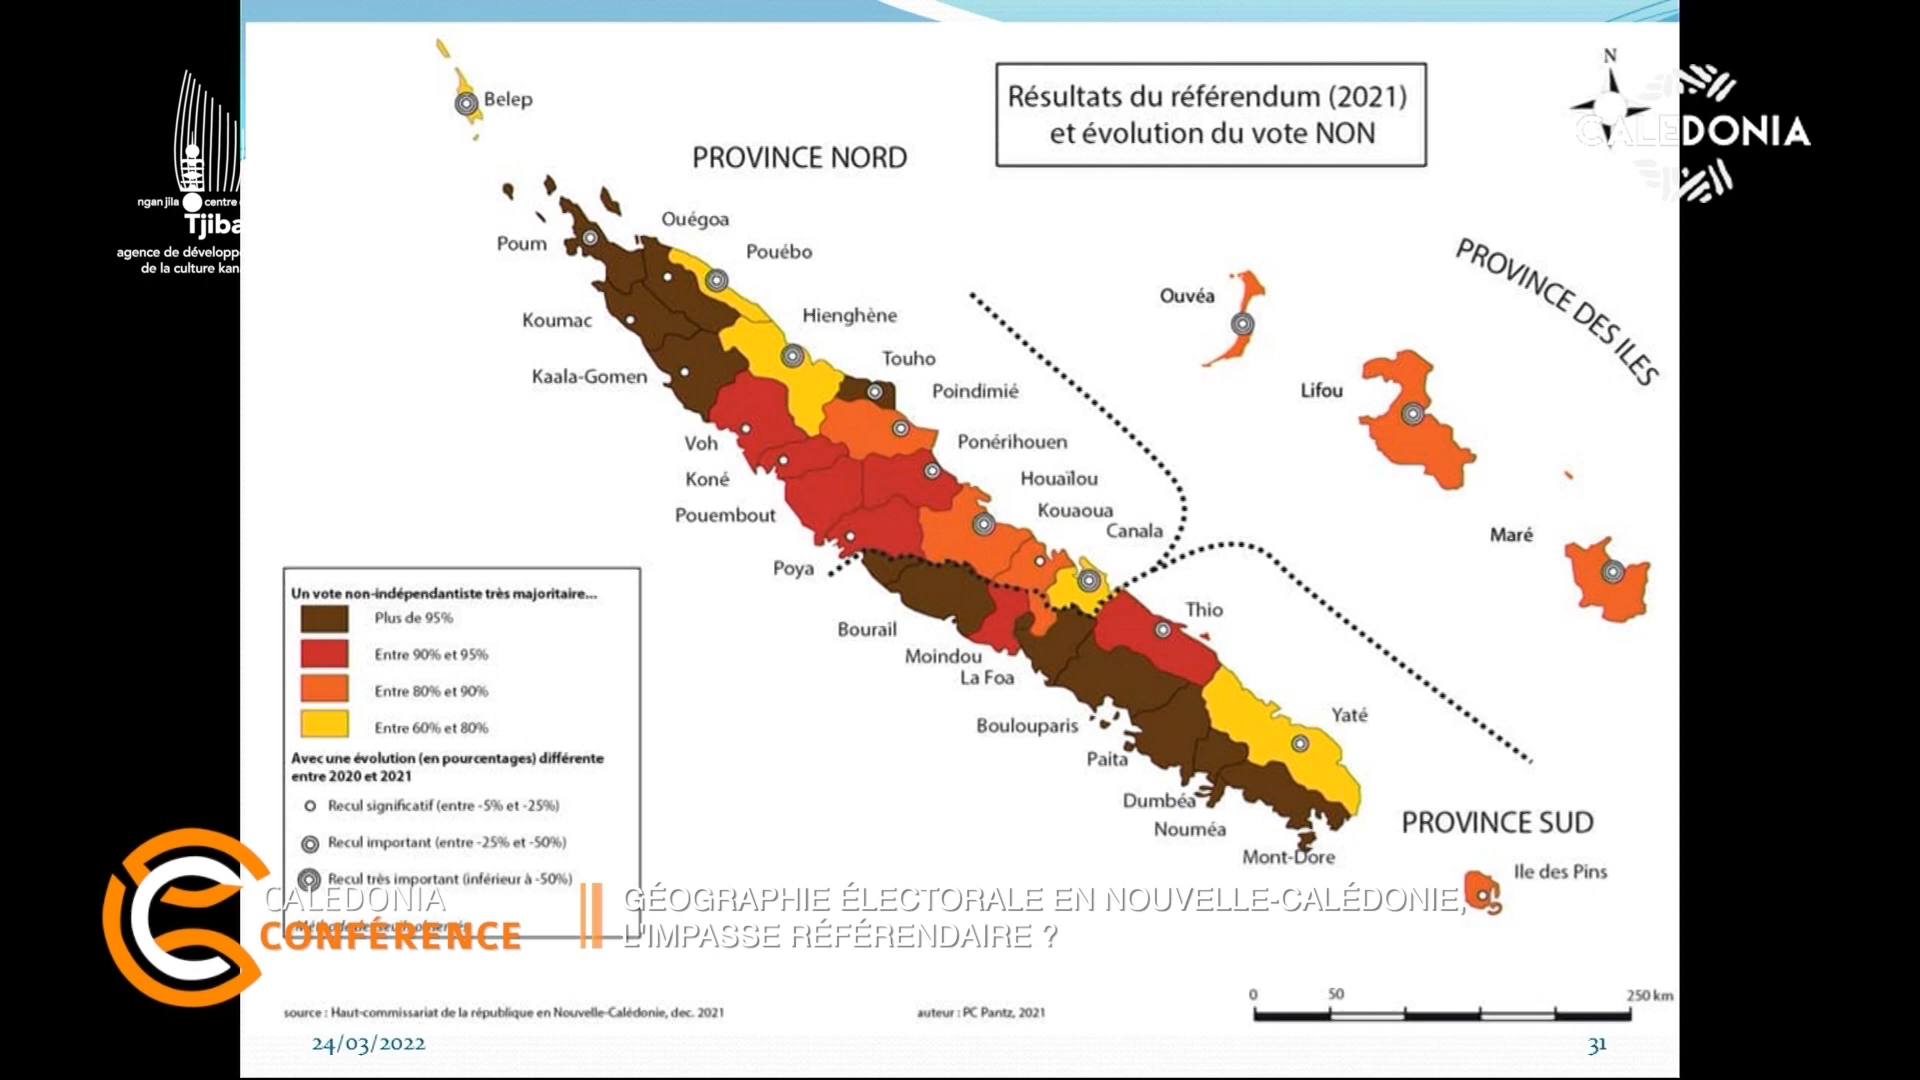 Résultats du référendum (2021)
et évolution du vote NON
N
CALEDONIA
ngan jila centre
Tjiba
agence de développ
de la culture kan
PROVINCE NORD
PROVINCE DES ILES
PROVINCE SUD
Belep
Ouégoa
Poum
Pouébo
Koumac
Hienghène
Kaala-Gomen
Touho
Poindimié
Voh
Ponérihouen
Koné
Houaïlou
Pouembout
Kouaoua
Canala
Poya
Ouvéa
Lifou
Maré
Thio
Bourail
Moindou
La Foa
Boulouparis
Yaté
Paita
Dumbéa
Nouméa
Mont-Dore
Ile des Pins
Un vote non-indépendantiste très majoritaire...
Plus de 95%
Entre 90% et 95%
Entre 80% et 90%
Entre 60% et 80%
Avec une évolution (en pourcentages) différente
entre 2020 et 2021
Recul significatif (entre -5% et -25%)
Recul important (entre -25% et -50%)
Recul très important (inférieur à -50%)
CALEDONIA
CONFÉRENCE
GÉOGRAPHIE ÉLECTORALE EN NOUVELLE-CALÉDONIE,
L'IMPASSE RÉFÉRENDAIRE ?
0 50 250 km
source : Haut-commissariat de la république en Nouvelle-Calédonie, dec. 2021
auteur : PC Pantz, 2021
24/03/2022
31